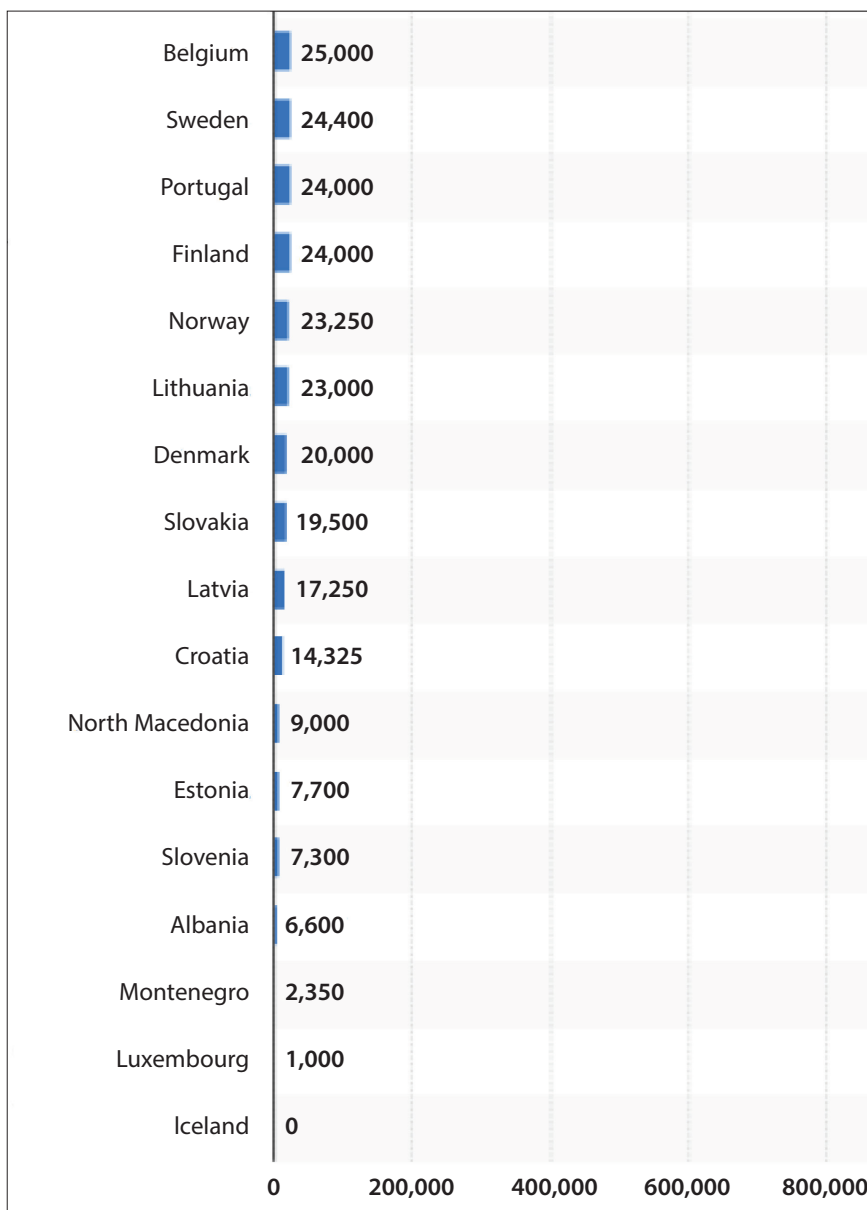 Belgium 25,000
Sweden 24,400
Portugal 24,000
Finland 24,000
Norway 23,250
Lithuania 23,000
Denmark 20,000
Slovakia 19,500
Latvia 17,250
Croatia 14,325
North Macedonia 9,000
Estonia 7,700
Slovenia 7,300
Albania 6,600
Montenegro 2,350
Luxembourg 1,000
Iceland 0
0 200,000 400,000 600,000 800,000